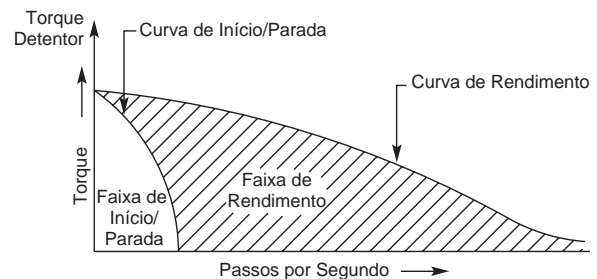 Torque
Detentor
Curva de Início/Parada
Curva de Rendimento
Torque
Faixa de
Início/
Parada
Faixa de
Rendimento
Passos por Segundo